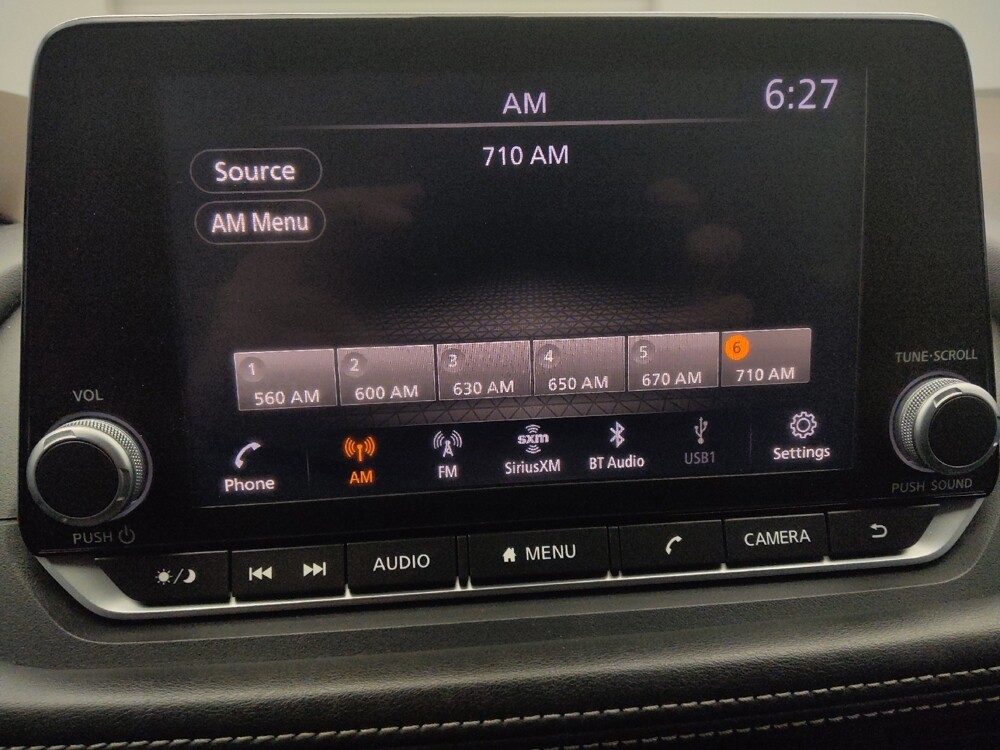 AM
6:27
710 AM
Source
AM Menu
1
560 AM
2
600 AM
3
630 AM
4
650 AM
5
670 AM
6
710 AM
Phone
AM
FM
sxm
SiriusXM
BT Audio
USB1
Settings
VOL
PUSH
TUNE·SCROLL
PUSH SOUND
AUDIO
MENU
CAMERA